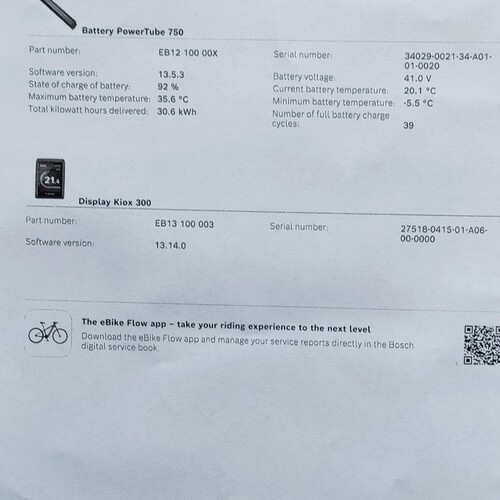 Battery PowerTube 750
Part number: EB12 100 00X
Serial number: 34029-0021-34-A01-
01-0020
Software version: 13.5.3
Battery voltage: 41.0 V
State of charge of battery: 92 %
Current battery temperature: 20.1 °C
Maximum battery temperature: 35.6 °C
Minimum battery temperature: -5.5 °C
Total kilowatt hours delivered: 30.6 kWh
Number of full battery charge
cycles: 39
21.4
Display Kiox 300
Part number: EB13 100 003
Serial number: 27518-0415-01-A06-
00-0000
Software version: 13.14.0
The eBike Flow app – take your riding experience to the next level
Download the eBike Flow app and manage your service reports directly in the Bosch
digital service book.